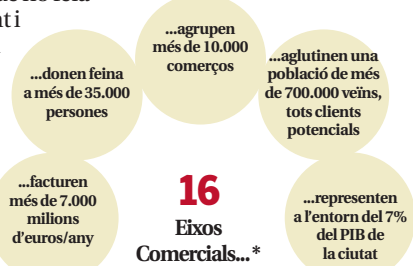 nt i
...agrupen
més de 10.000
comerços
...donen feina
a més de 35.000
persones
...aglutinen una
població de més
de 700.000 veïns,
tots clients
potencials
...facturen
més de 7.000
milions
d'euros/any
16
Eixos
Comercials...*
...representen
a l'entorn del 7%
del PIB de
la ciutat